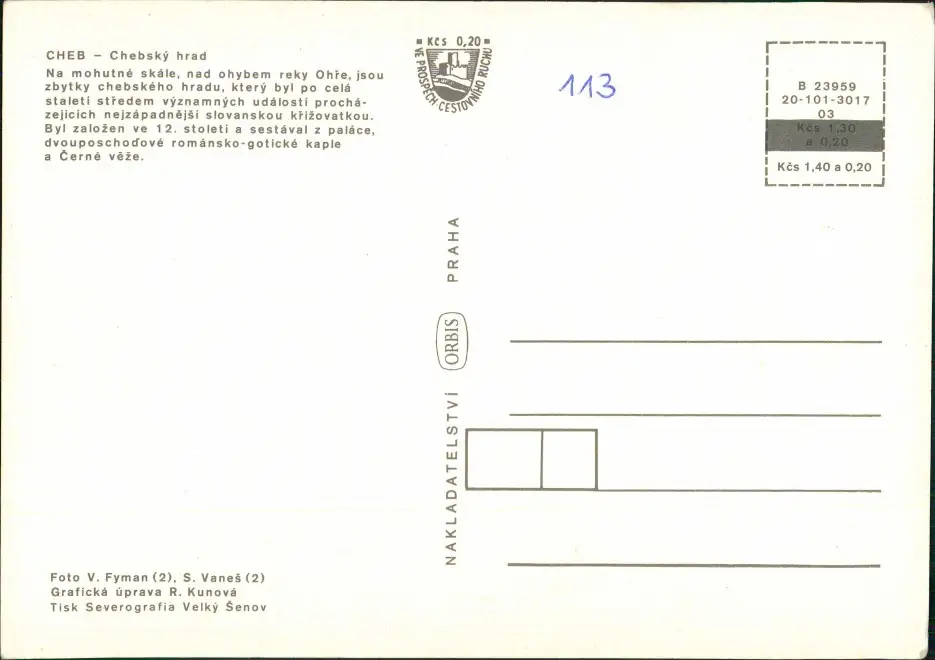 CHEB – Chebský hrad
Na mohutné skále, nad ohybem reky Ohře, jsou
zbytky chebského hradu, který byl po celá
staletí středem významných událostí prochá-
zejících nejzápadnější slovanskou křižovatkou.
Byl založen ve 12. století a sestával z paláce,
dvouposchoďové románsko-gotické kaple
a Černé věže.
Kčs 0,20
VE PROSPĚCH CESTOVNÍHO RUCHU
113
B 23959
20-101-3017
03
Kčs 1,30
a 0,20
Kčs 1,40 a 0,20
NAKLADATELSTVÍ ORBIS PRAHA
Foto V. Fyman (2), S. Vaneš (2)
Grafická úprava R. Kunová
Tisk Severografia Velký Šenov